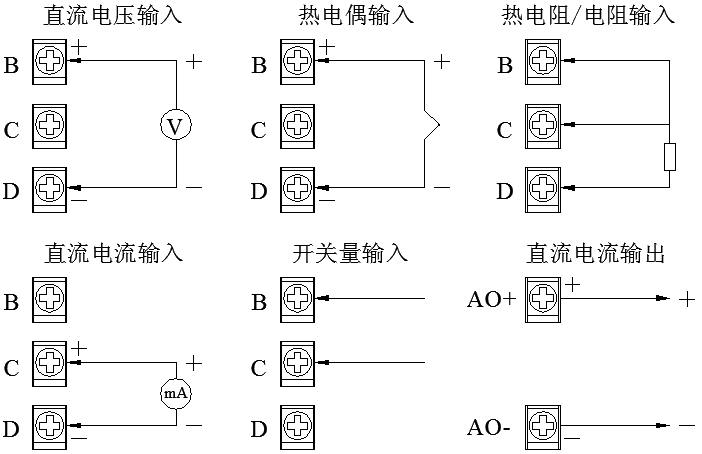 直流电压输入
B + +
C V
D − −
热电偶输入
B + +
C
D − −
热电阻/电阻输入
B
C
D
直流电流输入
B
C + +
mA
D − −
开关量输入
B
C
D
直流电流输出
AO+ + +
AO- − −